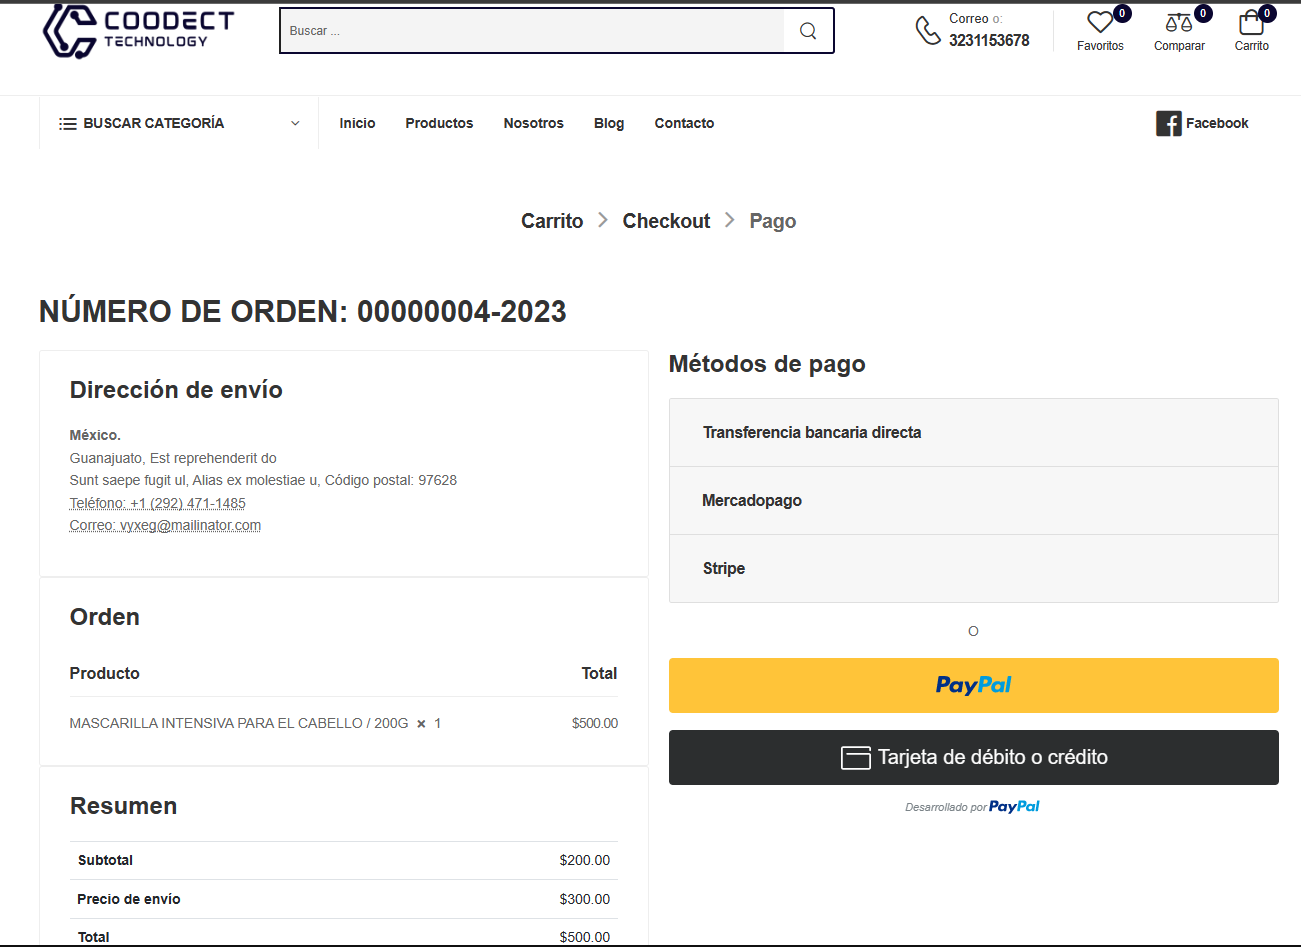 COODECT
TECHNOLOGY
Buscar ...
Correo o:
3231153678
0
Favoritos
0
Comparar
0
Carrito
BUSCAR CATEGORÍA
Inicio
Productos
Nosotros
Blog
Contacto
Facebook
Carrito > Checkout > Pago
NÚMERO DE ORDEN: 00000004-2023
Dirección de envío
México.
Guanajuato, Est reprehenderit do
Sunt saepe fugit ul, Alias ex molestiae u, Código postal: 97628
Teléfono: +1 (292) 471-1485
Correo: vyxeg@mailinator.com
Orden
Producto Total
MASCARILLA INTENSIVA PARA EL CABELLO / 200G × 1 $500.00
Resumen
Subtotal $200.00
Precio de envío $300.00
Total $500.00
Métodos de pago
Transferencia bancaria directa
Mercadopago
Stripe
O
PayPal
Tarjeta de débito o crédito
Desarrollado por PayPal